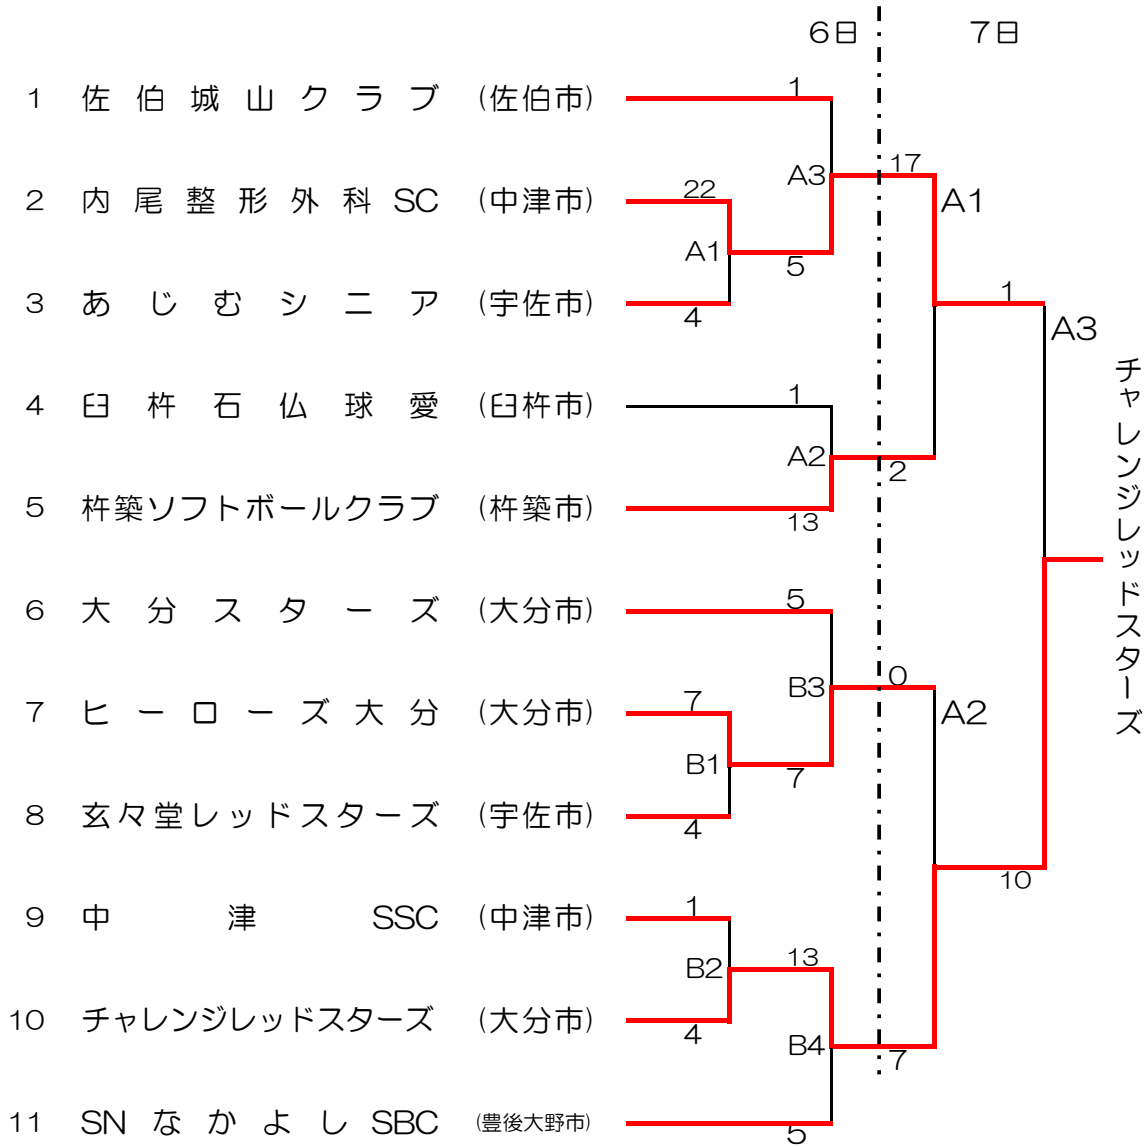 6日 7日
1 佐伯城山クラブ (佐伯市) 1
A3 17
2 内尾整形外科SC (中津市) 22
A1
A1 5
3 あじむシニア (宇佐市) 4
1
A3
4 臼杵石仏球愛 (臼杵市) 1
A2 2
5 杵築ソフトボールクラブ (杵築市) 13
チャレンジレッドスターズ
6 大分スターズ (大分市) 5
B3 0
7 ヒーローズ大分 (大分市) 7
A2
B1 7
8 玄々堂レッドスターズ (宇佐市) 4
10
9 中津SSC (中津市) 1
B2 13
10 チャレンジレッドスターズ (大分市) 4
B4 7
11 SNなかよしSBC (豊後大野市) 5